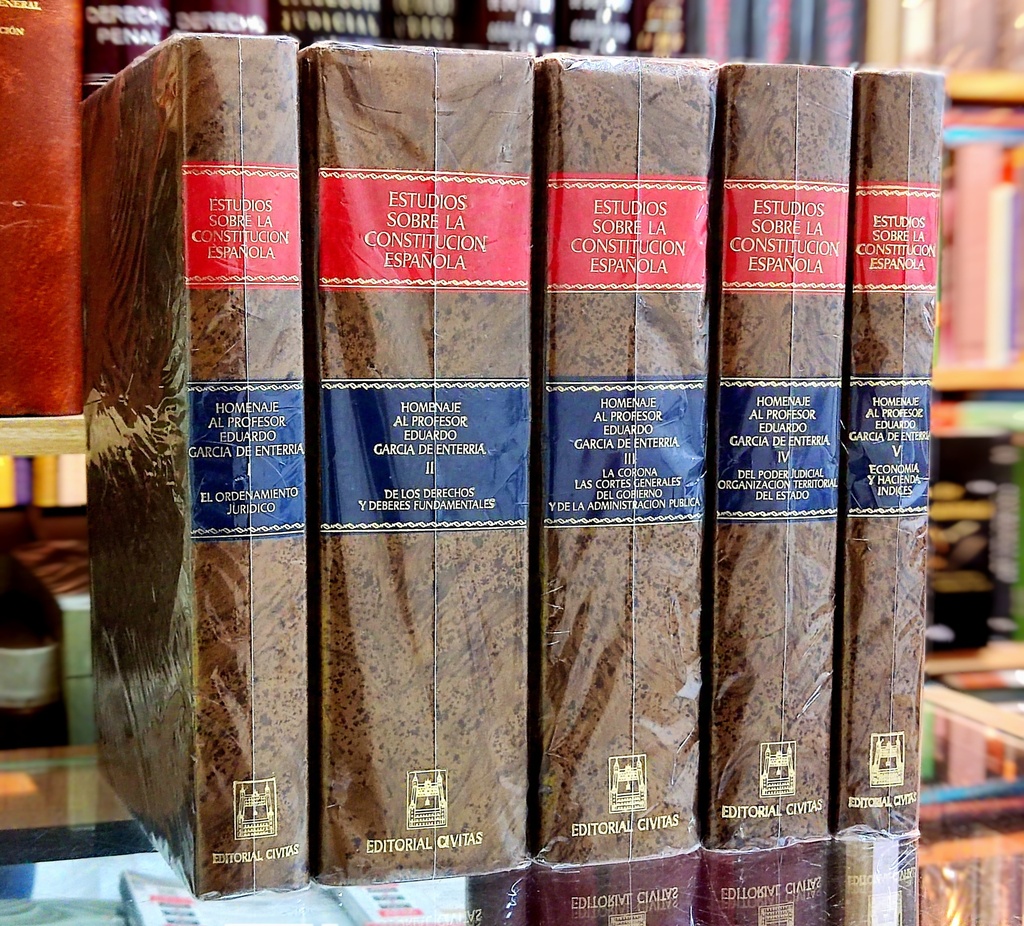 DERECHO
PENAL
DERECHO
JUDICIAL
ESTUDIOS
SOBRE LA
CONSTITUCION
ESPAÑOLA
HOMENAJE
AL PROFESOR
EDUARDO
GARCIA DE ENTERRIA
I
EL ORDENAMIENTO
JURIDICO
EDITORIAL CIVITAS
ESTUDIOS
SOBRE LA
CONSTITUCION
ESPAÑOLA
HOMENAJE
AL PROFESOR
EDUARDO
GARCIA DE ENTERRIA
II
DE LOS DERECHOS
Y DEBERES FUNDAMENTALES
EDITORIAL CIVITAS
ESTUDIOS
SOBRE LA
CONSTITUCION
ESPAÑOLA
HOMENAJE
AL PROFESOR
EDUARDO
GARCIA DE ENTERRIA
III
LA CORONA
LAS CORTES GENERALES
DEL GOBIERNO
Y DE LA ADMINISTRACION PUBLICA
EDITORIAL CIVITAS
ESTUDIOS
SOBRE LA
CONSTITUCION
ESPAÑOLA
HOMENAJE
AL PROFESOR
EDUARDO
GARCIA DE ENTERRIA
IV
DEL PODER JUDICIAL
ORGANIZACION TERRITORIAL
DEL ESTADO
EDITORIAL CIVITAS
ESTUDIOS
SOBRE LA
CONSTITUCION
ESPAÑOLA
HOMENAJE
AL PROFESOR
EDUARDO
GARCIA DE ENTERRIA
V
ECONOMIA
Y HACIENDA
INDICES
EDITORIAL CIVITAS